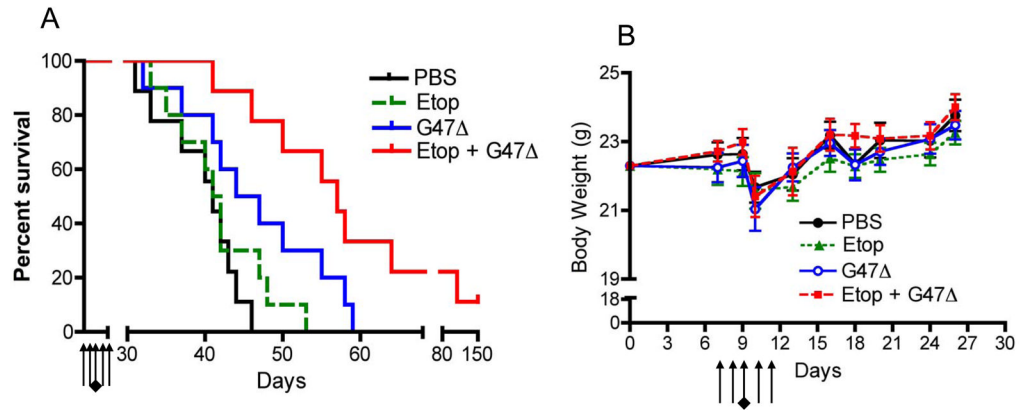 A
Percent survival
100
80
60
40
20
0
30 40 50 60 80 150
Days
PBS
Etop
G47Δ
Etop + G47Δ
B
Body Weight (g)
25
23
21
19
18
0
0 3 6 9 12 15 18 21 24 27 30
Days
PBS
Etop
G47Δ
Etop + G47Δ